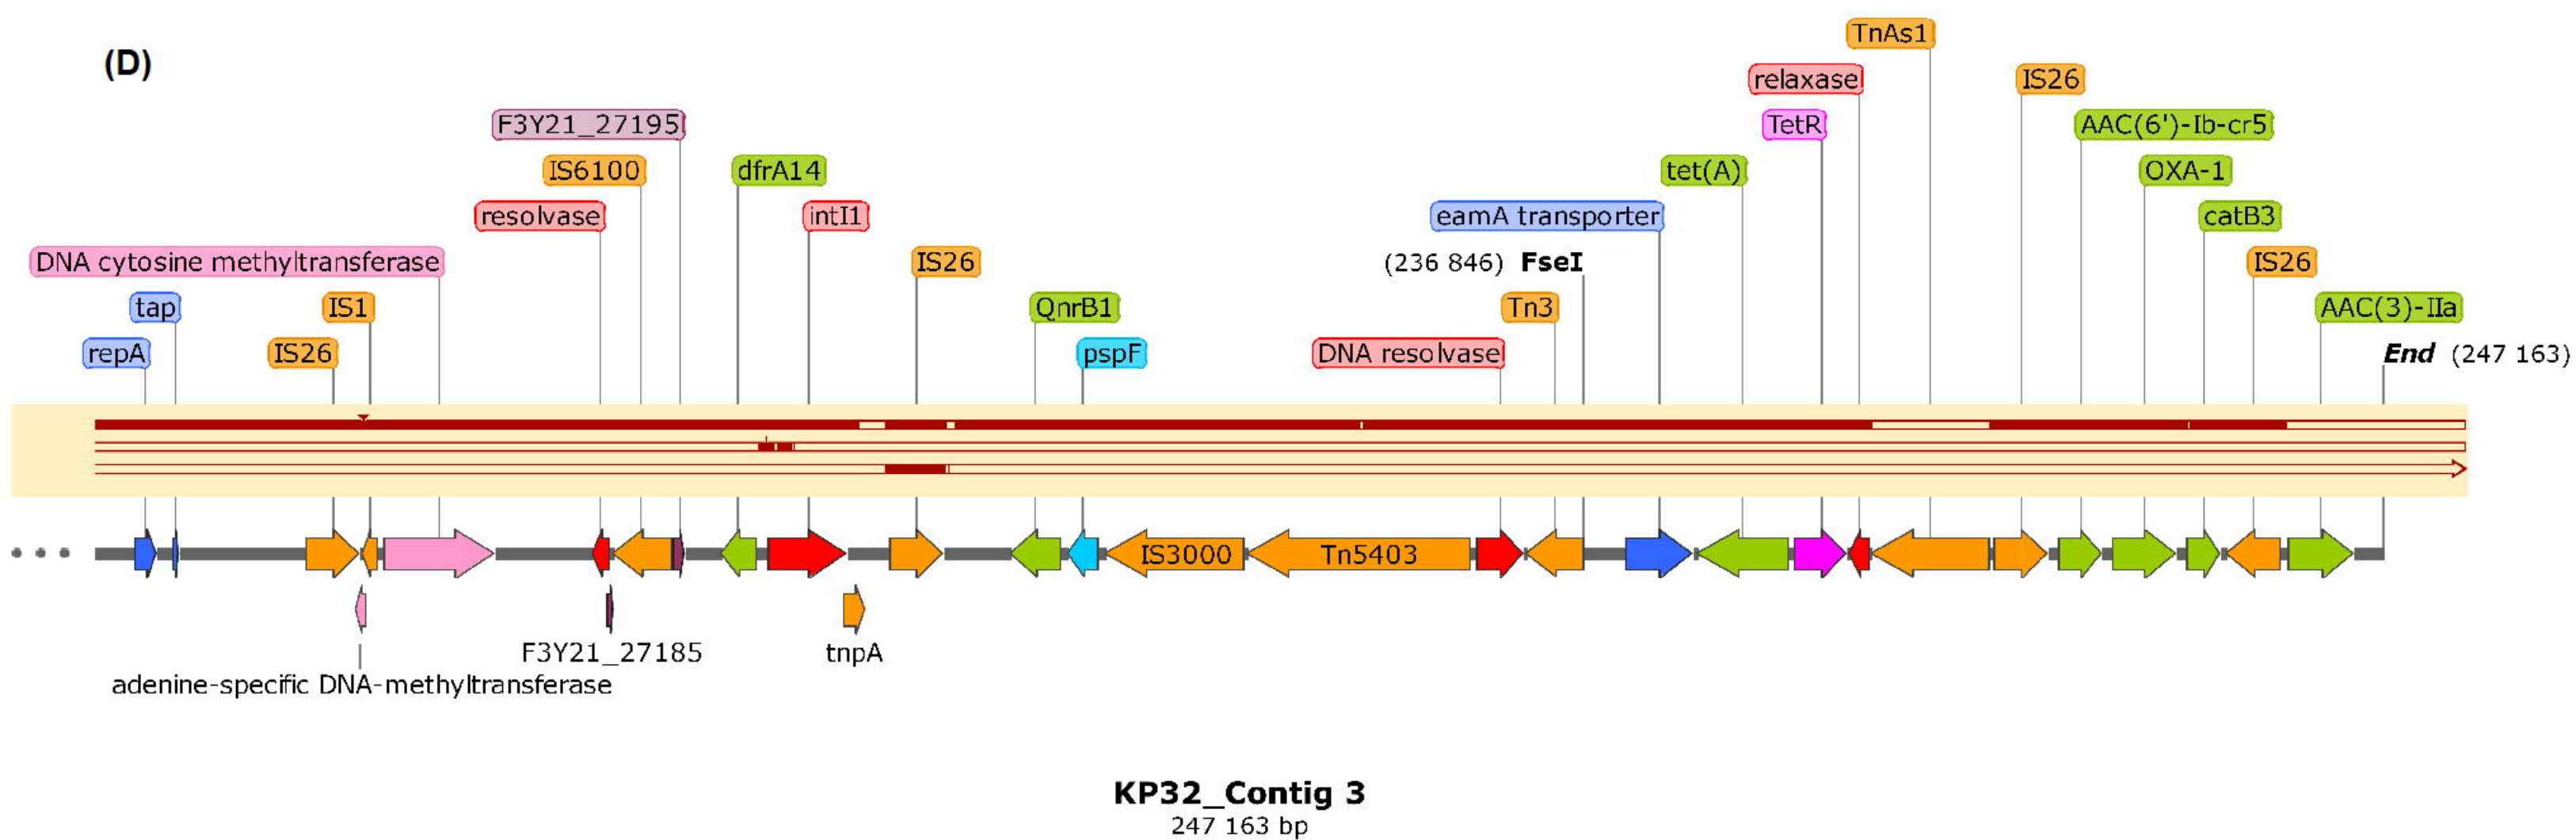 (D)
TnAs1
relaxase
IS26
F3Y21_27195
TetR
AAC(6')-Ib-cr5
IS6100
dfrA14
tet(A)
OXA-1
resolvase
intI1
eamA transporter
catB3
DNA cytosine methyltransferase
IS26
(236 846) FseI
IS26
tap
IS1
QnrB1
Tn3
AAC(3)-IIa
repA
IS26
pspF
DNA resolvase
End (247 163)
IS3000
Tn5403
F3Y21_27185
tnpA
adenine-specific DNA-methyltransferase
KP32_Contig 3
247 163 bp